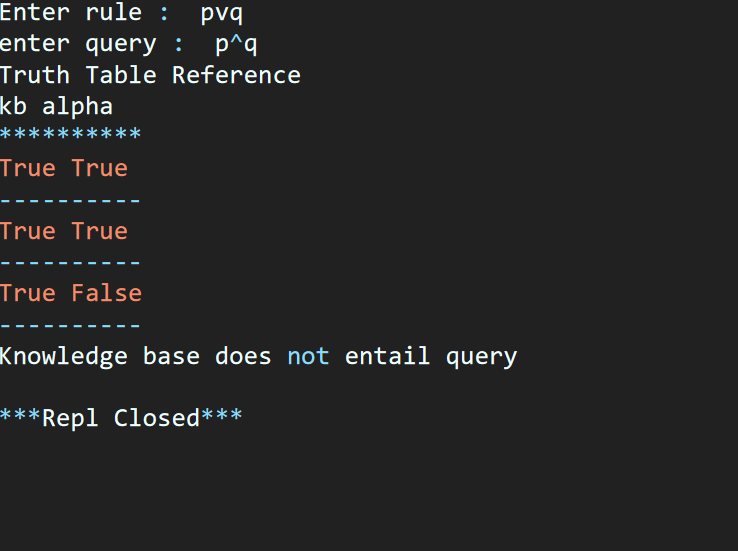 Enter rule :  pvq
enter query :  p^q
Truth Table Reference
kb alpha
**********
True True
----------
True True
----------
True False
----------
Knowledge base does not entail query
***Repl Closed***